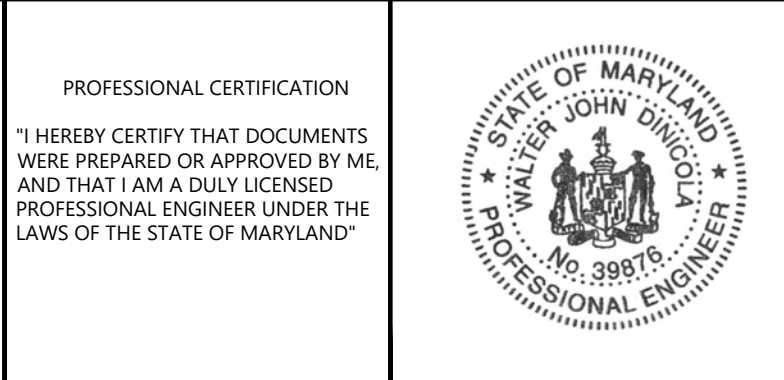 PROFESSIONAL CERTIFICATION
"I HEREBY CERTIFY THAT DOCUMENTS
WERE PREPARED OR APPROVED BY ME,
AND THAT I AM A DULY LICENSED
PROFESSIONAL ENGINEER UNDER THE
LAWS OF THE STATE OF MARYLAND"
STATE OF MARYLAND
WALTER JOHN DINICOLA
No. 39876
PROFESSIONAL ENGINEER